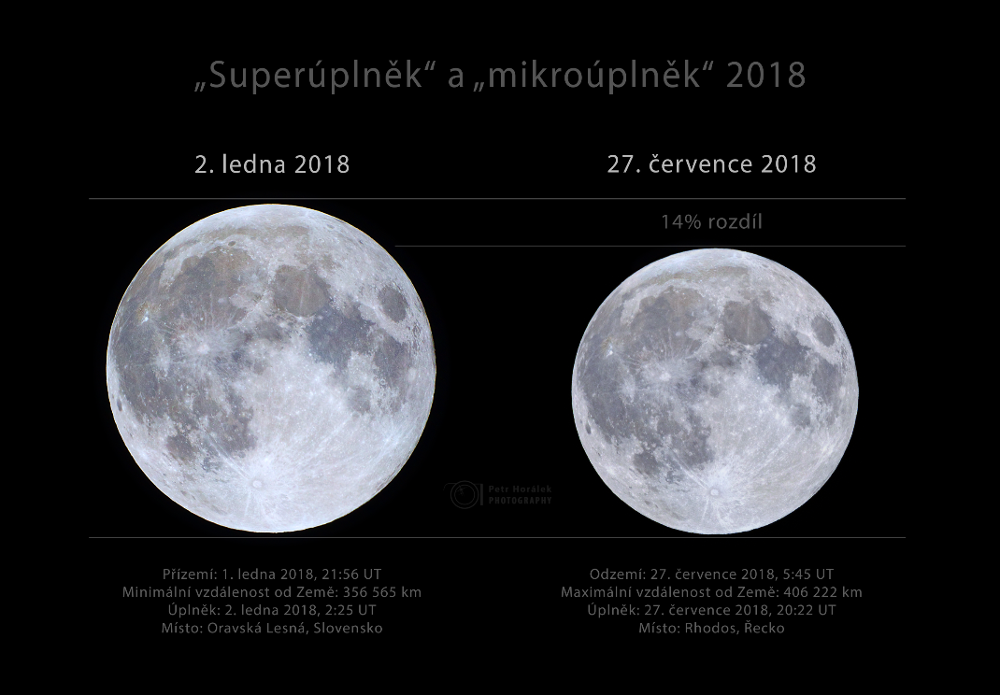 „Superúplněk“ a „mikroúplněk“ 2018
2. ledna 2018
27. července 2018
14% rozdíl
Petr Horálek
PHOTOGRAPHY
Přízemí: 1. ledna 2018, 21:56 UT
Minimální vzdálenost od Země: 356 565 km
Úplněk: 2. ledna 2018, 2:25 UT
Místo: Oravská Lesná, Slovensko
Odzemí: 27. července 2018, 5:45 UT
Maximální vzdálenost od Země: 406 222 km
Úplněk: 27. července 2018, 20:22 UT
Místo: Rhodos, Řecko